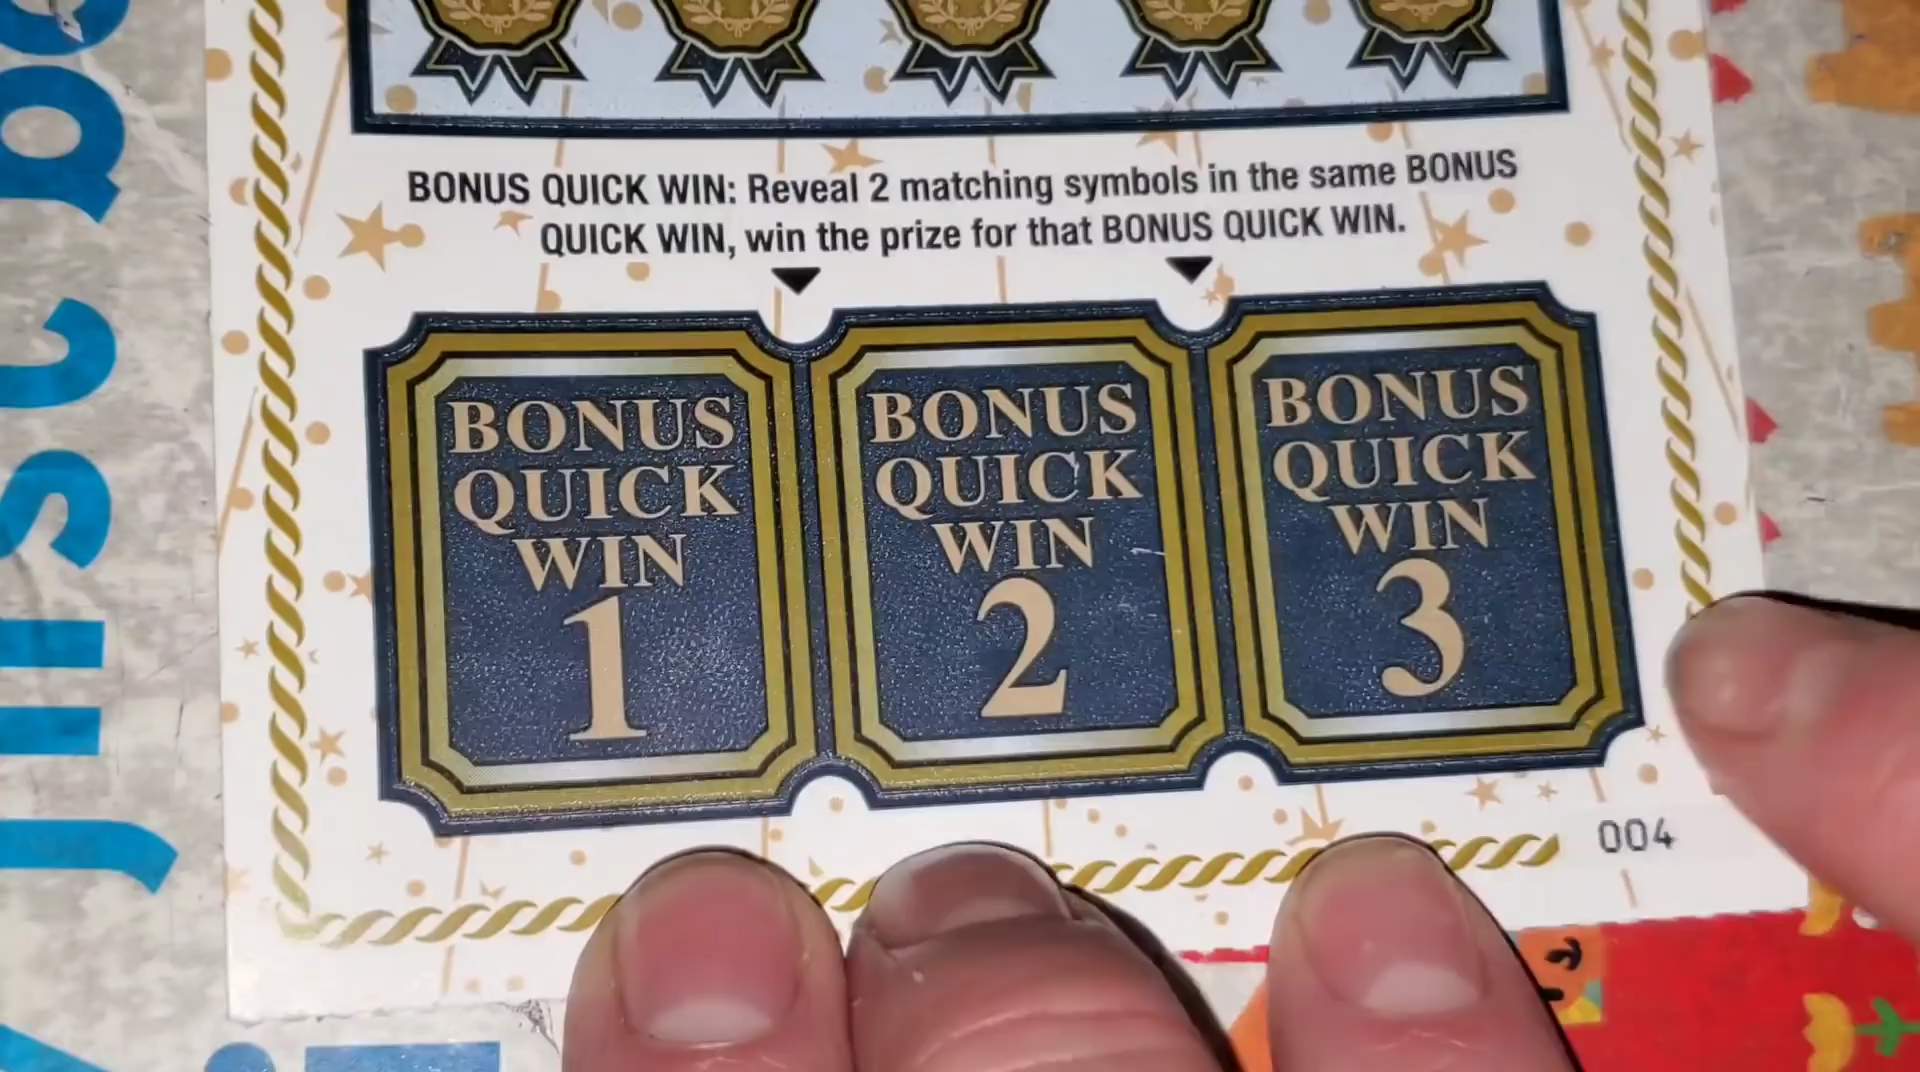 BONUS QUICK WIN: Reveal 2 matching symbols in the same BONUS
QUICK WIN, win the prize for that BONUS QUICK WIN.
BONUS
QUICK
WIN
1
BONUS
QUICK
WIN
2
BONUS
QUICK
WIN
3
004